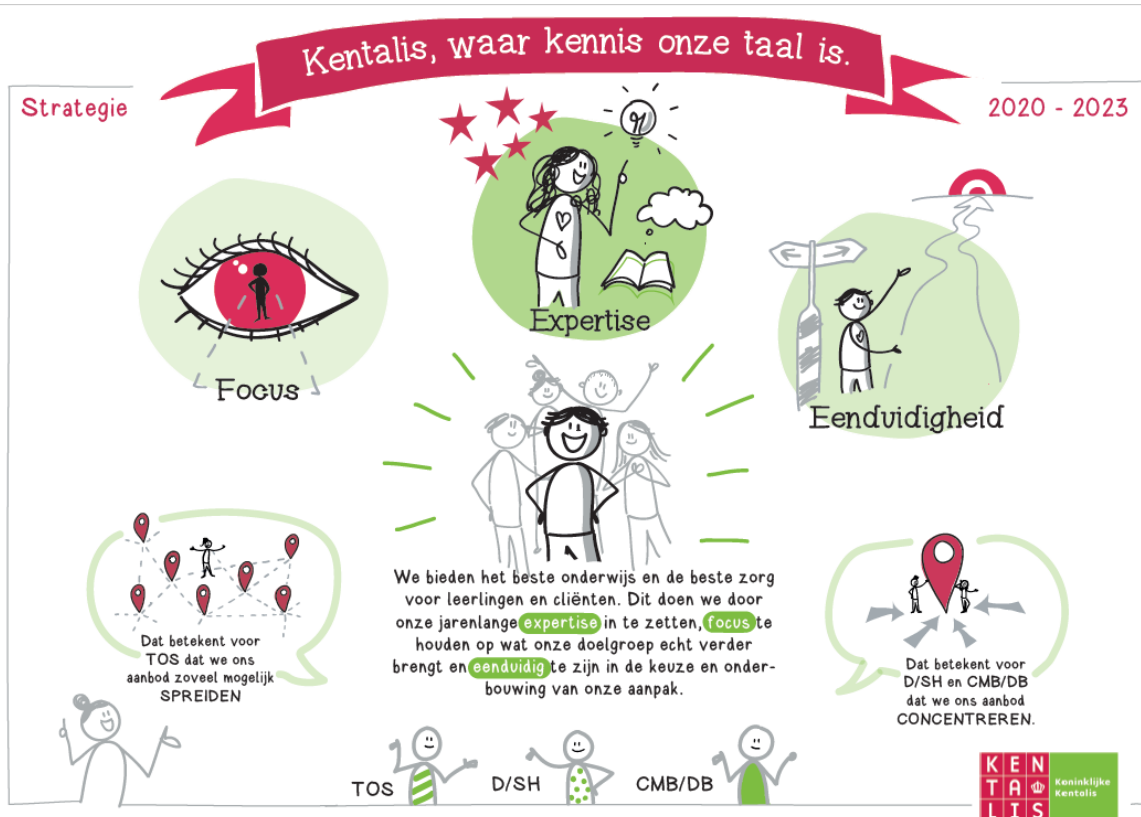 Kentalis, waar kennis onze taal is.
Strategie
2020 - 2023
Focus
Expertise
Eenduidigheid
Dat betekent voor
TOS dat we ons
aanbod zoveel mogelijk
SPREIDEN
We bieden het beste onderwijs en de beste zorg
voor leerlingen en cliënten. Dit doen we door
onze jarenlange expertise in te zetten, focus te
houden op wat onze doelgroep echt verder
brengt en eenduidig te zijn in de keuze en onder-
bouwing van onze aanpak.
Dat betekent voor
D/SH en CMB/DB
dat we ons aanbod
CONCENTREREN.
TOS
D/SH
CMB/DB
KEN
TA
LIS
Koninklijke
Kentalis